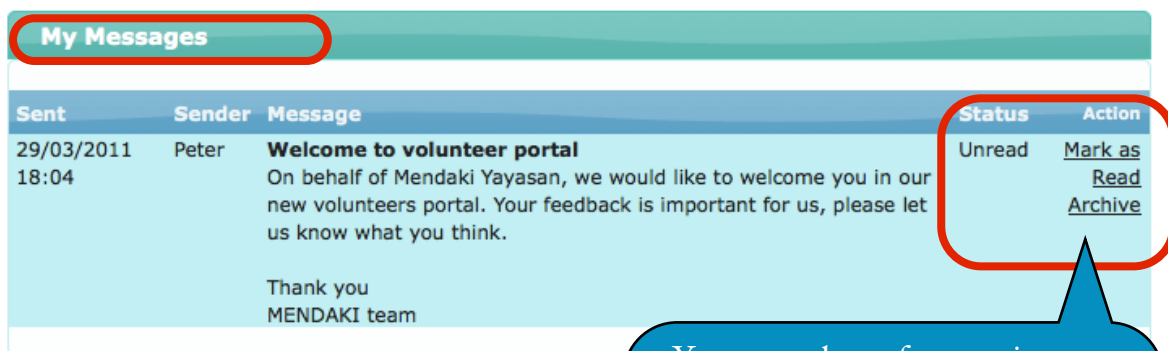 My Messages
Sent Sender Message Status Action
29/03/2011 Peter Welcome to volunteer portal Unread Mark as
18:04 On behalf of Mendaki Yayasan, we would like to welcome you in our Read
new volunteers portal. Your feedback is important for us, please let Archive
us know what you think.
Thank you
MENDAKI team